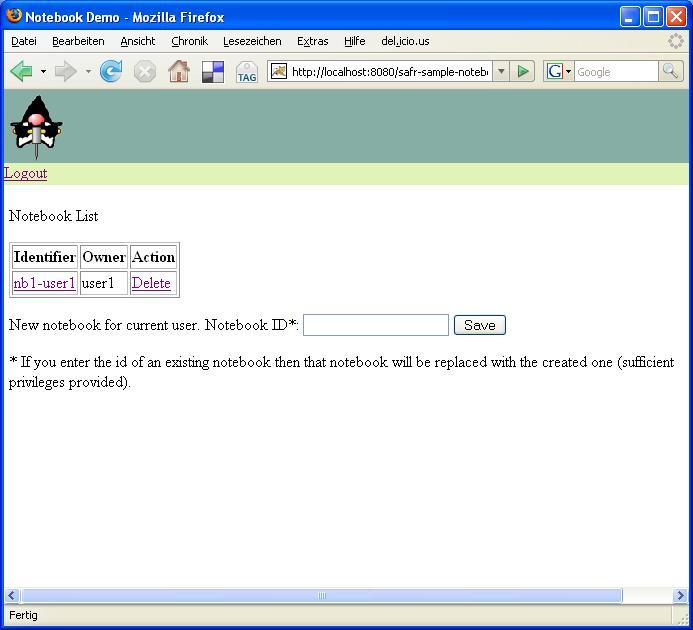 Notebook Demo - Mozilla Firefox
Datei Bearbeiten Ansicht Chronik Lesezeichen Extras Hilfe del.icio.us
TAG http://localhost:8080/safr-sample-noteb G Google
Logout
Notebook List
Identifier Owner Action
nb1-user1 user1 Delete
New notebook for current user. Notebook ID*: Save
* If you enter the id of an existing notebook then that notebook will be replaced with the created one (sufficient
privileges provided).
Fertig